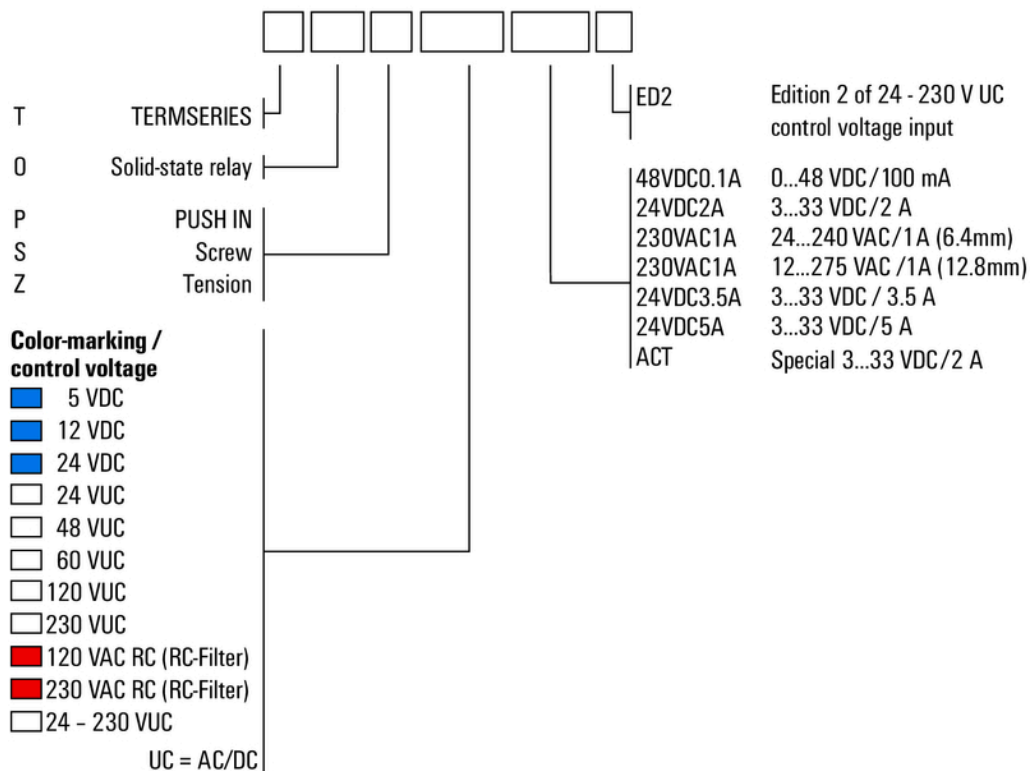 T TERMSERIES
O Solid-state relay
P PUSH IN
S Screw
Z Tension
Color-marking /
control voltage
5 VDC
12 VDC
24 VDC
24 VUC
48 VUC
60 VUC
120 VUC
230 VUC
120 VAC RC (RC-Filter)
230 VAC RC (RC-Filter)
24 – 230 VUC
UC = AC/DC
ED2 Edition 2 of 24 - 230 V UC
control voltage input
48VDC0.1A 0...48 VDC/100 mA
24VDC2A 3...33 VDC/2 A
230VAC1A 24...240 VAC/1A (6.4mm)
230VAC1A 12...275 VAC /1A (12.8mm)
24VDC3.5A 3...33 VDC / 3.5 A
24VDC5A 3...33 VDC/5 A
ACT Special 3...33 VDC/2 A